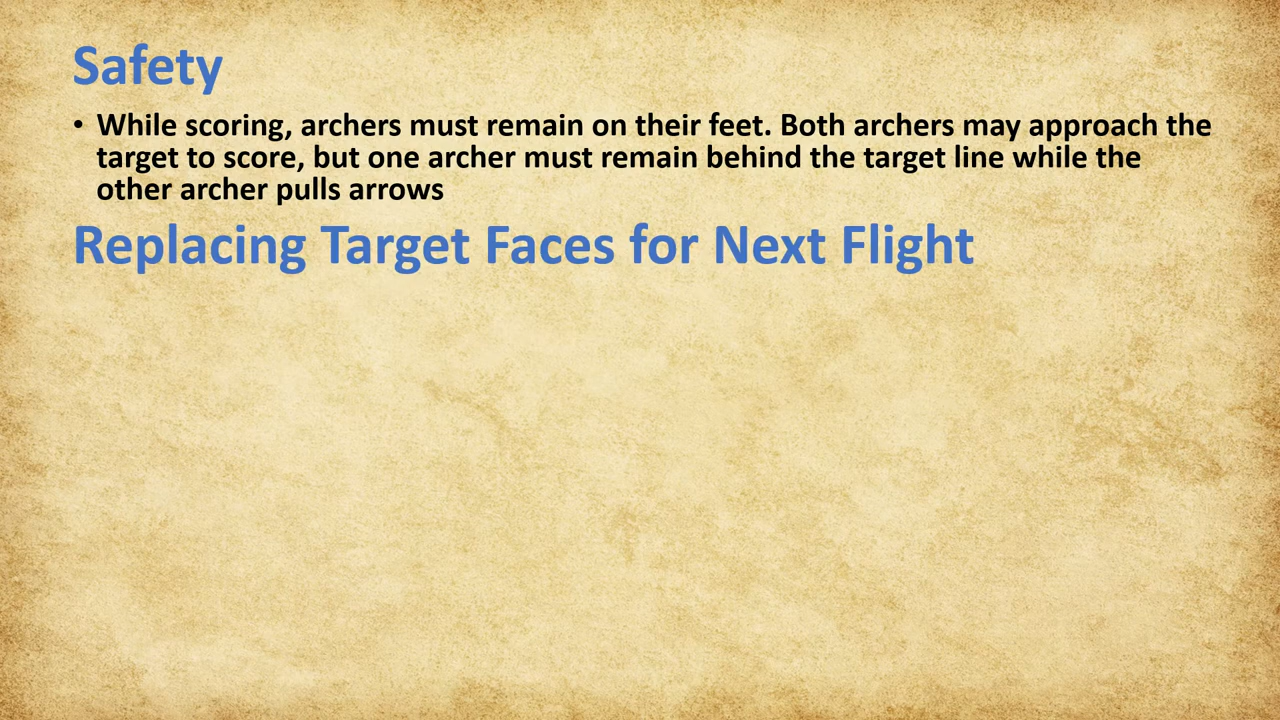 Safety
• While scoring, archers must remain on their feet. Both archers may approach the
target to score, but one archer must remain behind the target line while the
other archer pulls arrows
Replacing Target Faces for Next Flight